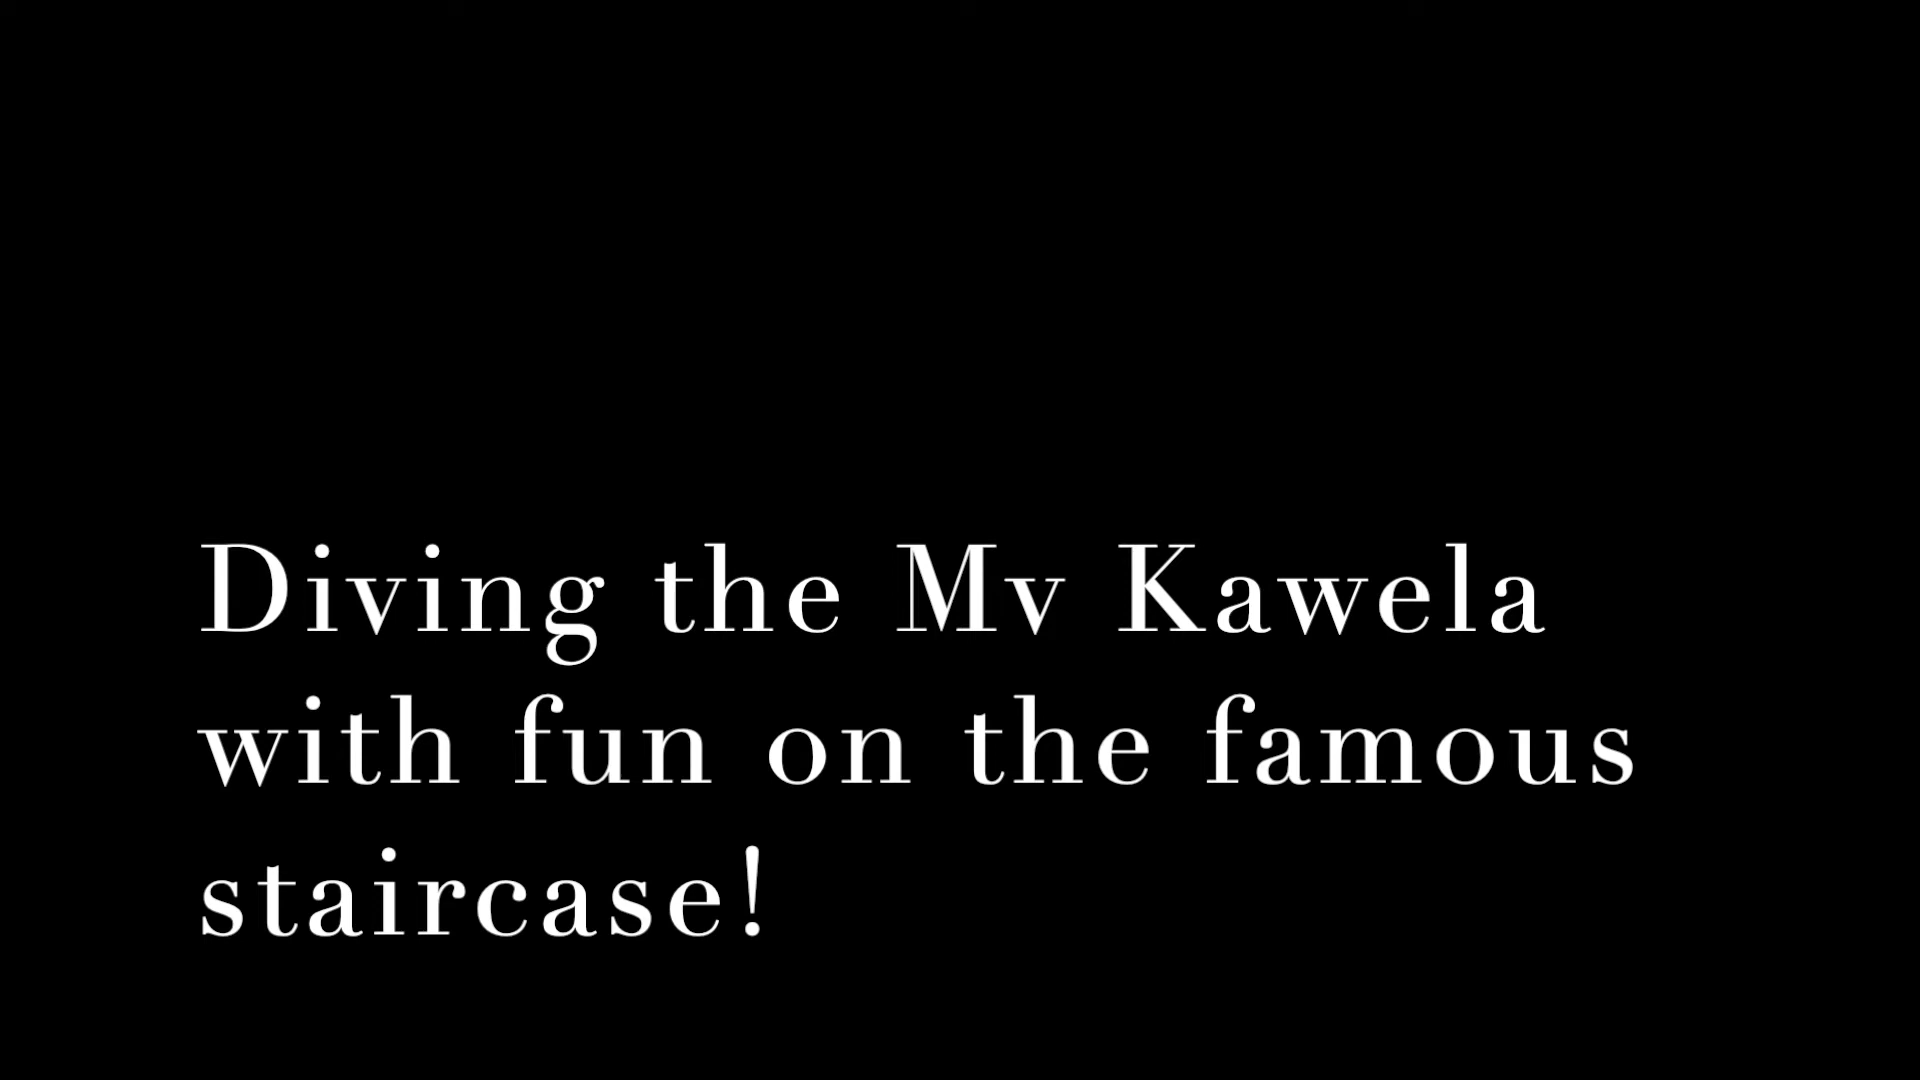 Diving the Mv Kawela
with fun on the famous
staircase!